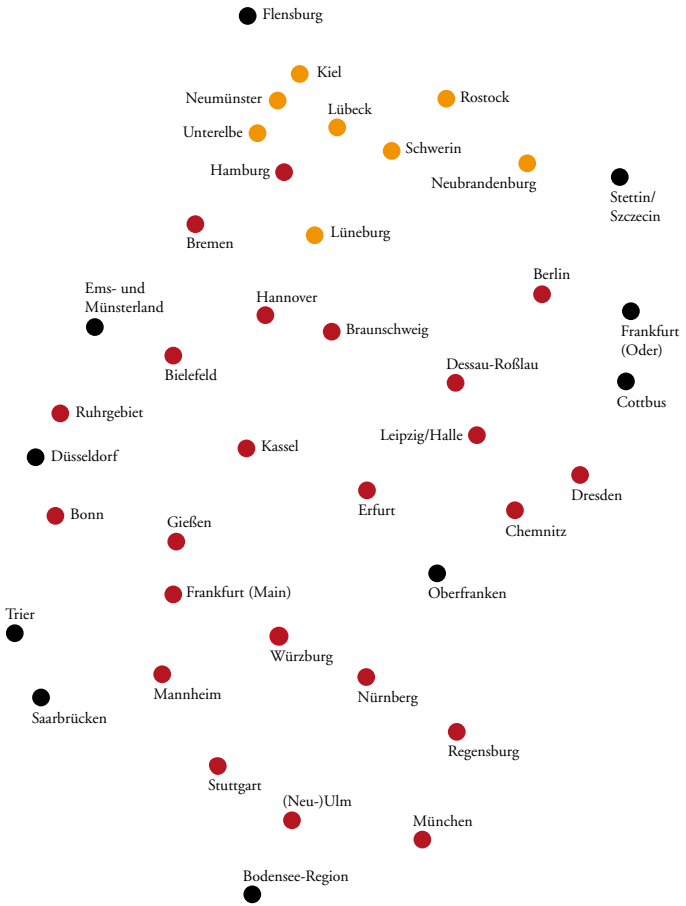 Flensburg
Kiel
Neumünster
Rostock
Lübeck
Unterelbe
Schwerin
Hamburg
Neubrandenburg
Stettin/
Szczecin
Lüneburg
Bremen
Berlin
Ems- und
Münsterland
Hannover
Braunschweig
Frankfurt
(Oder)
Dessau-Roßlau
Bielefeld
Cottbus
Ruhrgebiet
Leipzig/Halle
Kassel
Düsseldorf
Dresden
Erfurt
Bonn
Gießen
Chemnitz
Frankfurt (Main)
Oberfranken
Trier
Würzburg
Mannheim
Nürnberg
Saarbrücken
Regensburg
Stuttgart
(Neu-)Ulm
München
Bodensee-Region